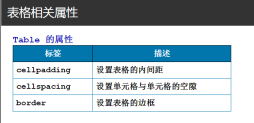 表格相关属性
Table 的属性
标签 描述
cellpadding 设置表格的内间距
cellspacing 设置单元格与单元格的空隙
border 设置表格的边框